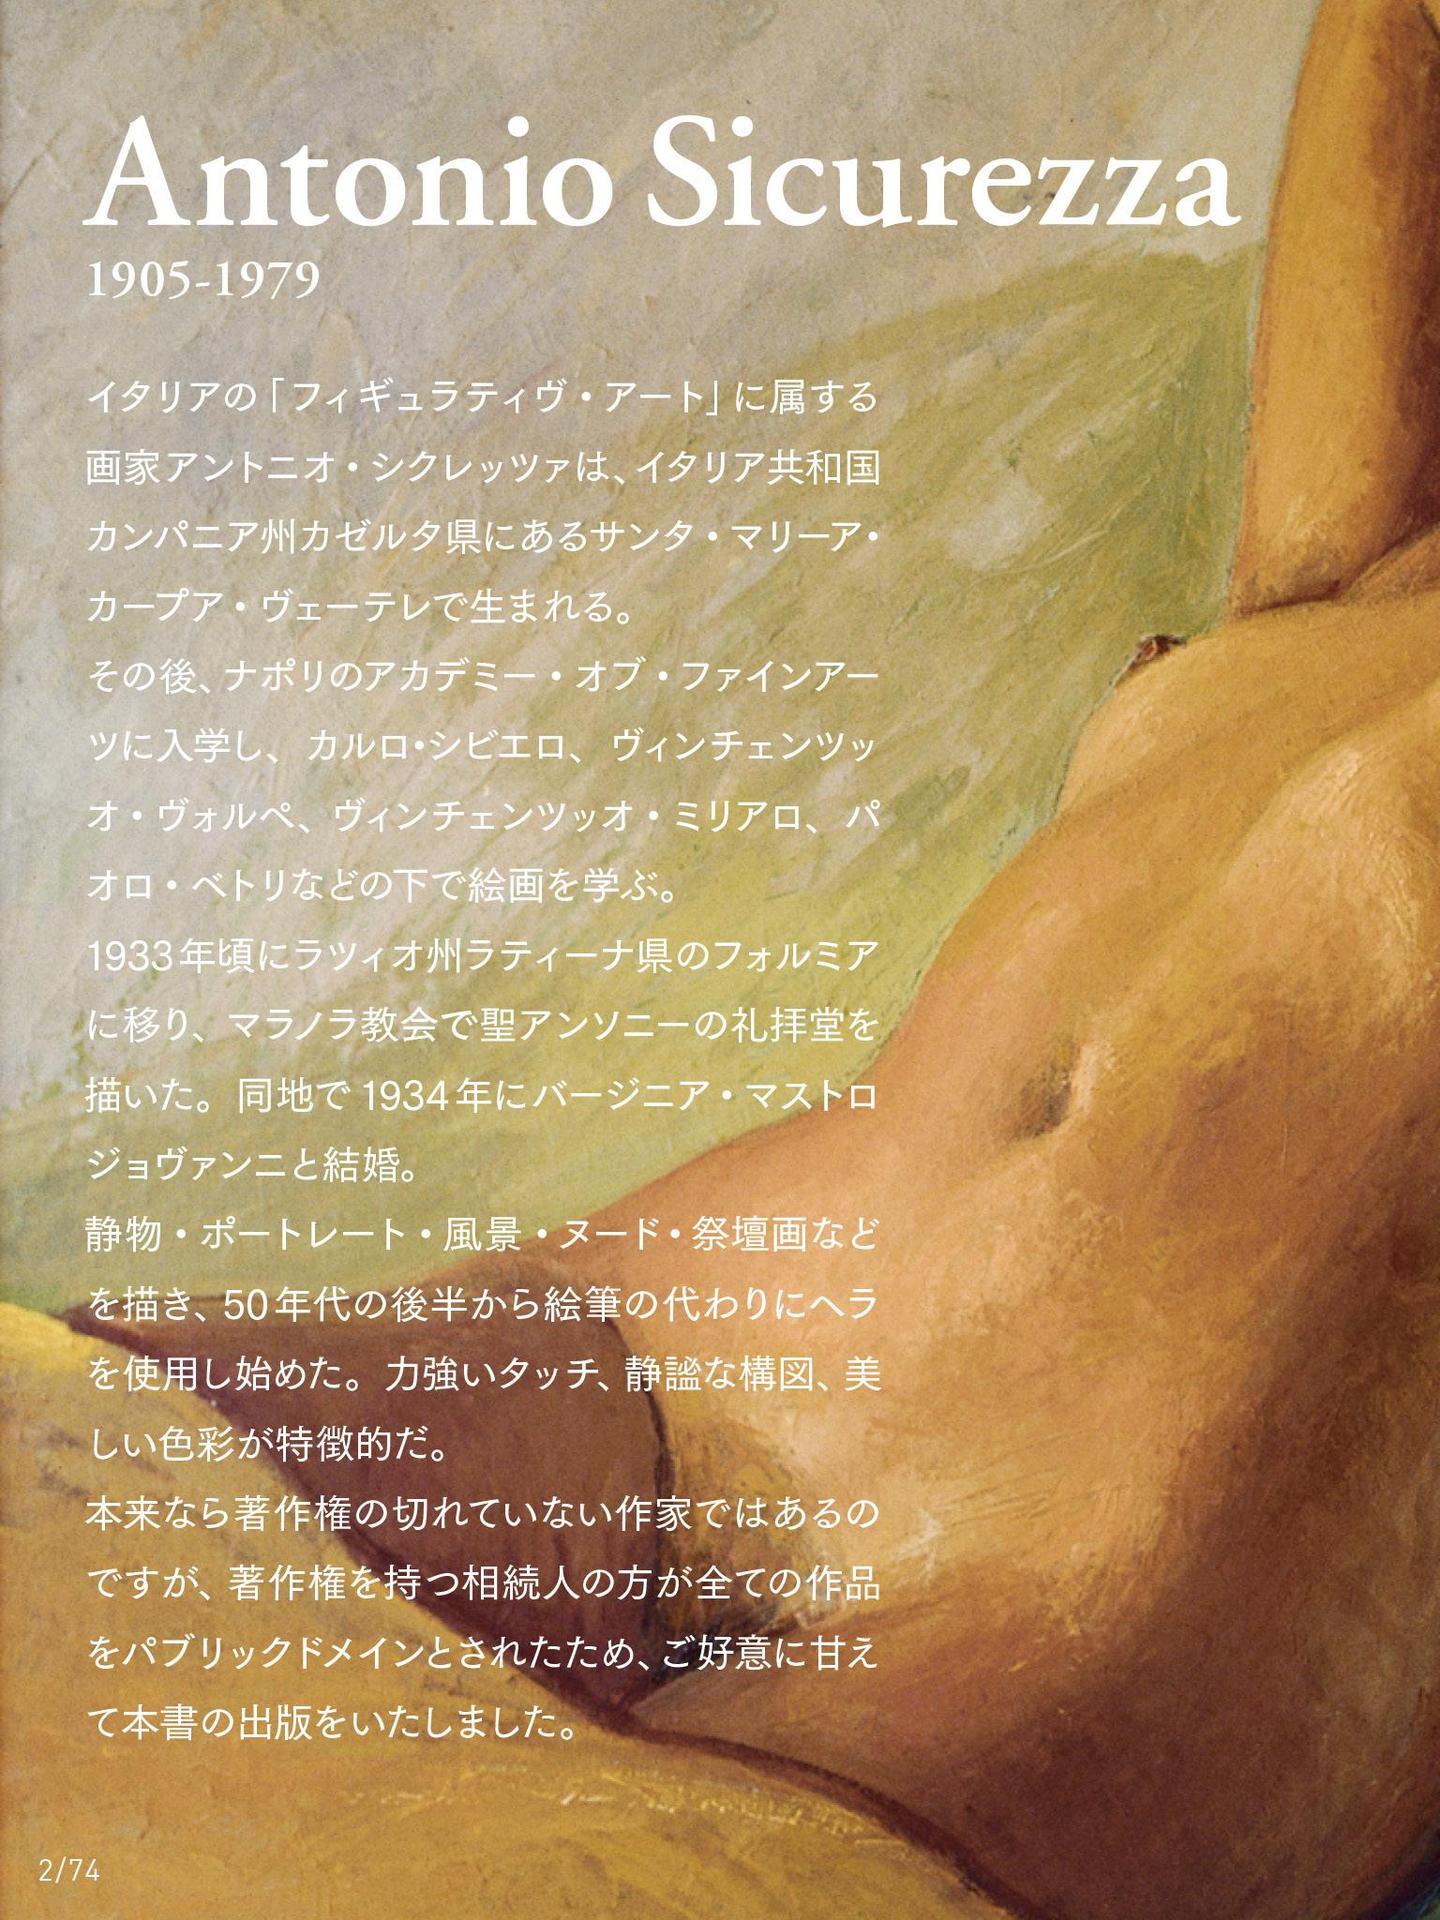 Antonio Sicurezza
1905-1979
イタリアの「フィギュラティヴ・アート」に属する
画家アントニオ・シクレッツァは、イタリア共和国
カンパニア州カゼルタ県にあるサンタ・マリーア・
カープア・ヴェーテレで生まれる。
その後、ナポリのアカデミー・オブ・ファインアー
ツに入学し、カルロ・シビエロ、ヴィンチェンツッ
オ・ヴォルペ、ヴィンチェンツッオ・ミリアロ、パ
オロ・ベトリなどの下で絵画を学ぶ。
1933年頃にラツィオ州ラティーナ県のフォルミア
に移り、マラノラ教会で聖アンソニーの礼拝堂を
描いた。同地で1934年にバージニア・マストロ
ジョヴァンニと結婚。
静物・ポートレート・風景・ヌード・祭壇画など
を描き、50年代の後半から絵筆の代わりにヘラ
を使用し始めた。力強いタッチ、静謐な構図、美
しい色彩が特徴的だ。
本来なら著作権の切れていない作家ではあるの
ですが、著作権を持つ相続人の方が全ての作品
をパブリックドメインとされたため、ご好意に甘え
て本書の出版をいたしました。
2/74